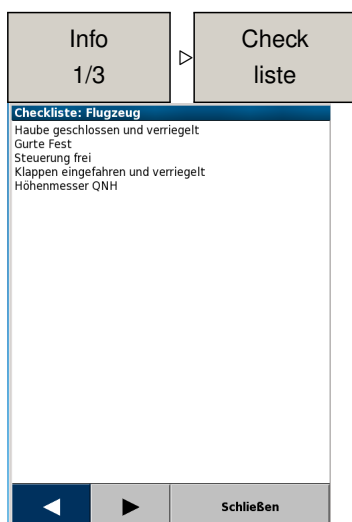 Info
1/3
Check
liste
Checkliste: Flugzeug
Haube geschlossen und verriegelt
Gurte Fest
Steuerung frei
Klappen eingefahren und verriegelt
Höhenmesser QNH
Schließen